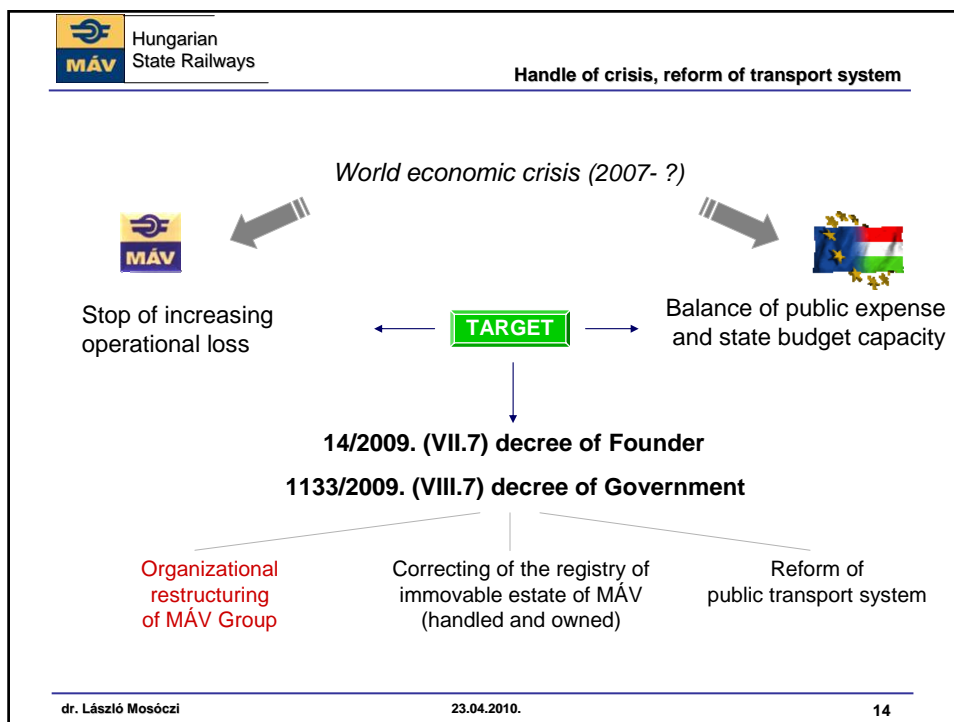 MÁV
Hungarian
State Railways
Handle of crisis, reform of transport system
World economic crisis (2007- ?)
MÁV
Stop of increasing
operational loss
TARGET
Balance of public expense
and state budget capacity
14/2009. (VII.7) decree of Founder
1133/2009. (VIII.7) decree of Government
Organizational
restructuring
of MÁV Group
Correcting of the registry of
immovable estate of MÁV
(handled and owned)
Reform of
public transport system
dr. László Mosóczi
23.04.2010.
14